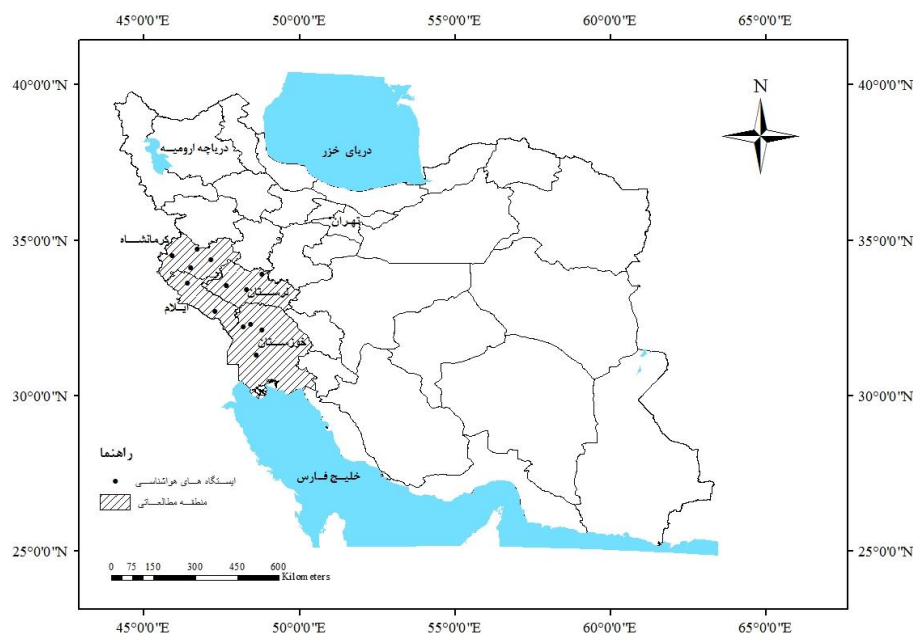 45°0'0"E 50°0'0"E 55°0'0"E 60°0'0"E 65°0'0"E
40°0'0"N 40°0'0"N
N
دریای خزر
دریاچه ارومیه
تهران
35°0'0"N 35°0'0"N
کرمانشاه
لرستان
ایلام
خوزستان
30°0'0"N 30°0'0"N
خلیج فارس
راهنما
ایستگاه های هواشناسی
منطقه مطالعاتی
25°0'0"N 25°0'0"N
0 75 150 300 450 600
Kilometers
45°0'0"E 50°0'0"E 55°0'0"E 60°0'0"E 65°0'0"E